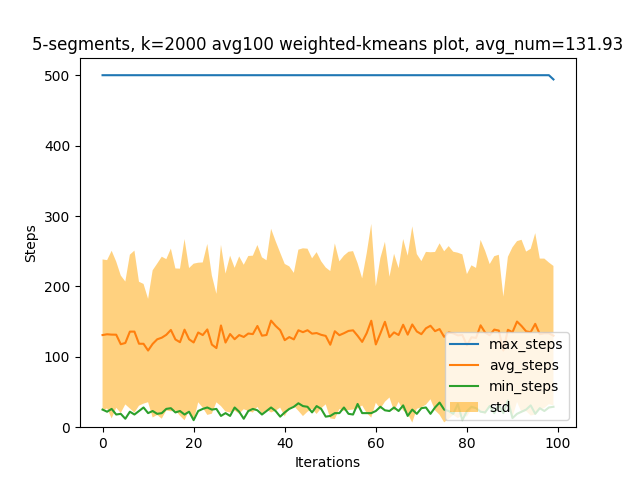 5-segments, k=2000 avg100 weighted-kmeans plot, avg_num=131.93
500
400
300
200
100
0
Steps
max_steps
avg_steps
min_steps
std
0 20 40 60 80 100
Iterations